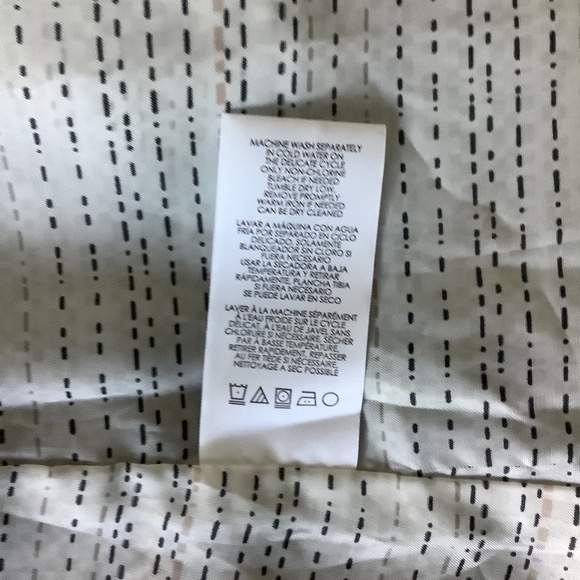 MACHINE WASH SEPARATELY
IN COLD WATER ON
THE DELICATE CYCLE
ONLY NON-CHLORINE
BLEACH IF NEEDED
TUMBLE DRY LOW.
REMOVE PROMPTLY
WARM IRON IF NEEDED
CAN BE DRY CLEANED
LAVAR A MÁQUINA CON AGUA
FRÍA POR SEPARADO EN CICLO
DELICADO. SOLAMENTE
BLANQUEADOR SIN CLORO SI
FUERA NECESARIO
USAR LA SECADORA A BAJA
TEMPERATURA Y RETIRAR
RÁPIDAMENTE. PLANCHA TIBIA
SI FUERA NECESARIO
SE PUEDE LAVAR EN SECO
LAVER À LA MACHINE SÉPARÉMENT
À L'EAU FROIDE SUR LE CYCLE
DÉLICAT. À L'EAU DE JAVEL SANS
CHLORURE SI NÉCESSAIRE. SÉCHER
PAR À BASSE TEMPÉRATURE.
RETIRER RAPIDEMENT. REPASSER
AU FER TIÈDE SI NÉCESSAIRE.
NETTOYAGE A SEC POSSIBLE